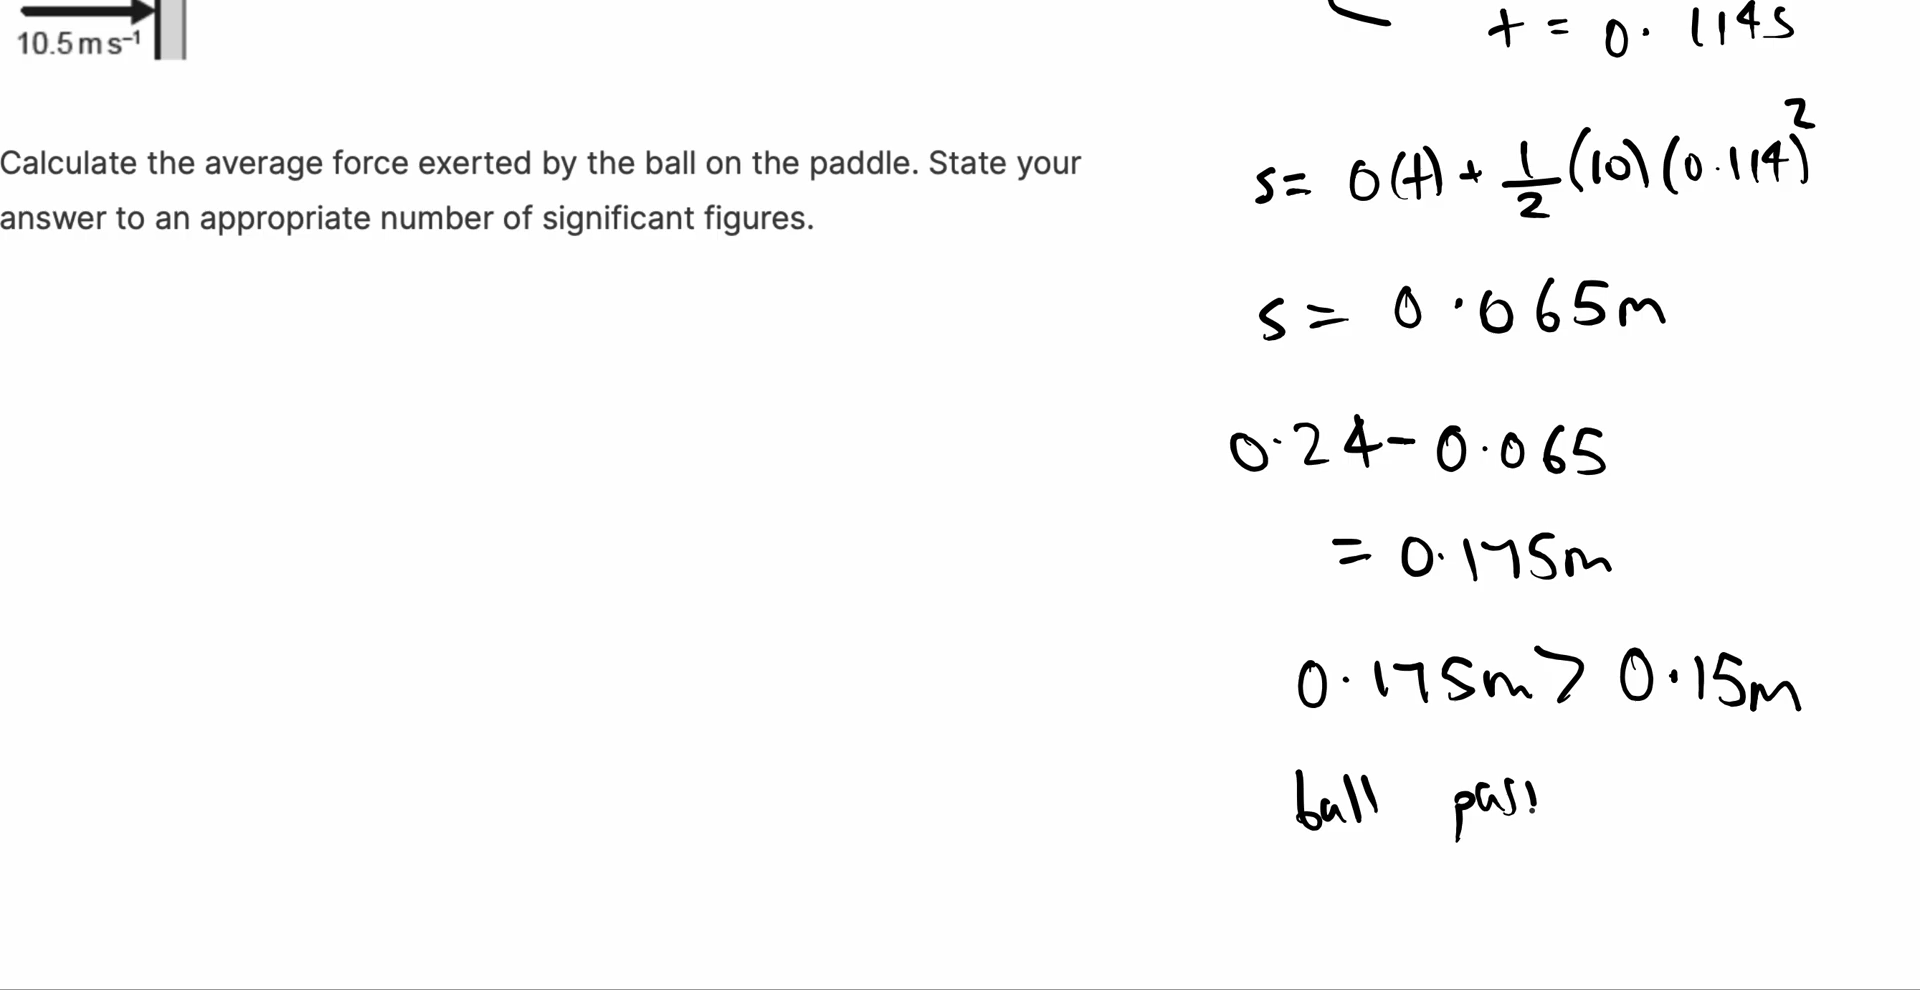 10.5 m s⁻¹
Calculate the average force exerted by the ball on the paddle. State your
answer to an appropriate number of significant figures.
t = 0.114s
s= 0(t) + 1/2 (10)(0.114)²
s= 0.065m
0.24-0.065
= 0.175m
0.175m > 0.15m
ball